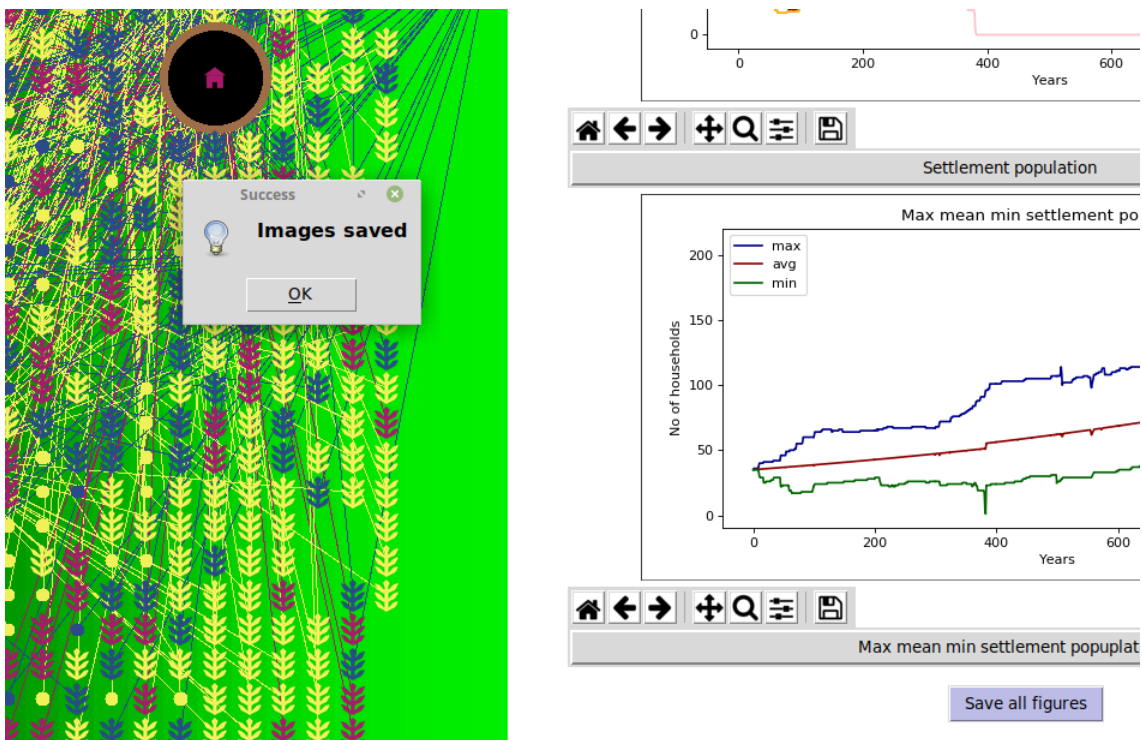 Success
Images saved
OK
0
0
200
400
600
Years
Settlement population
Max mean min settlement po
max
avg
min
200
150
100
50
0
No of households
0
200
400
600
Years
Max mean min settlement popuplat
Save all figures